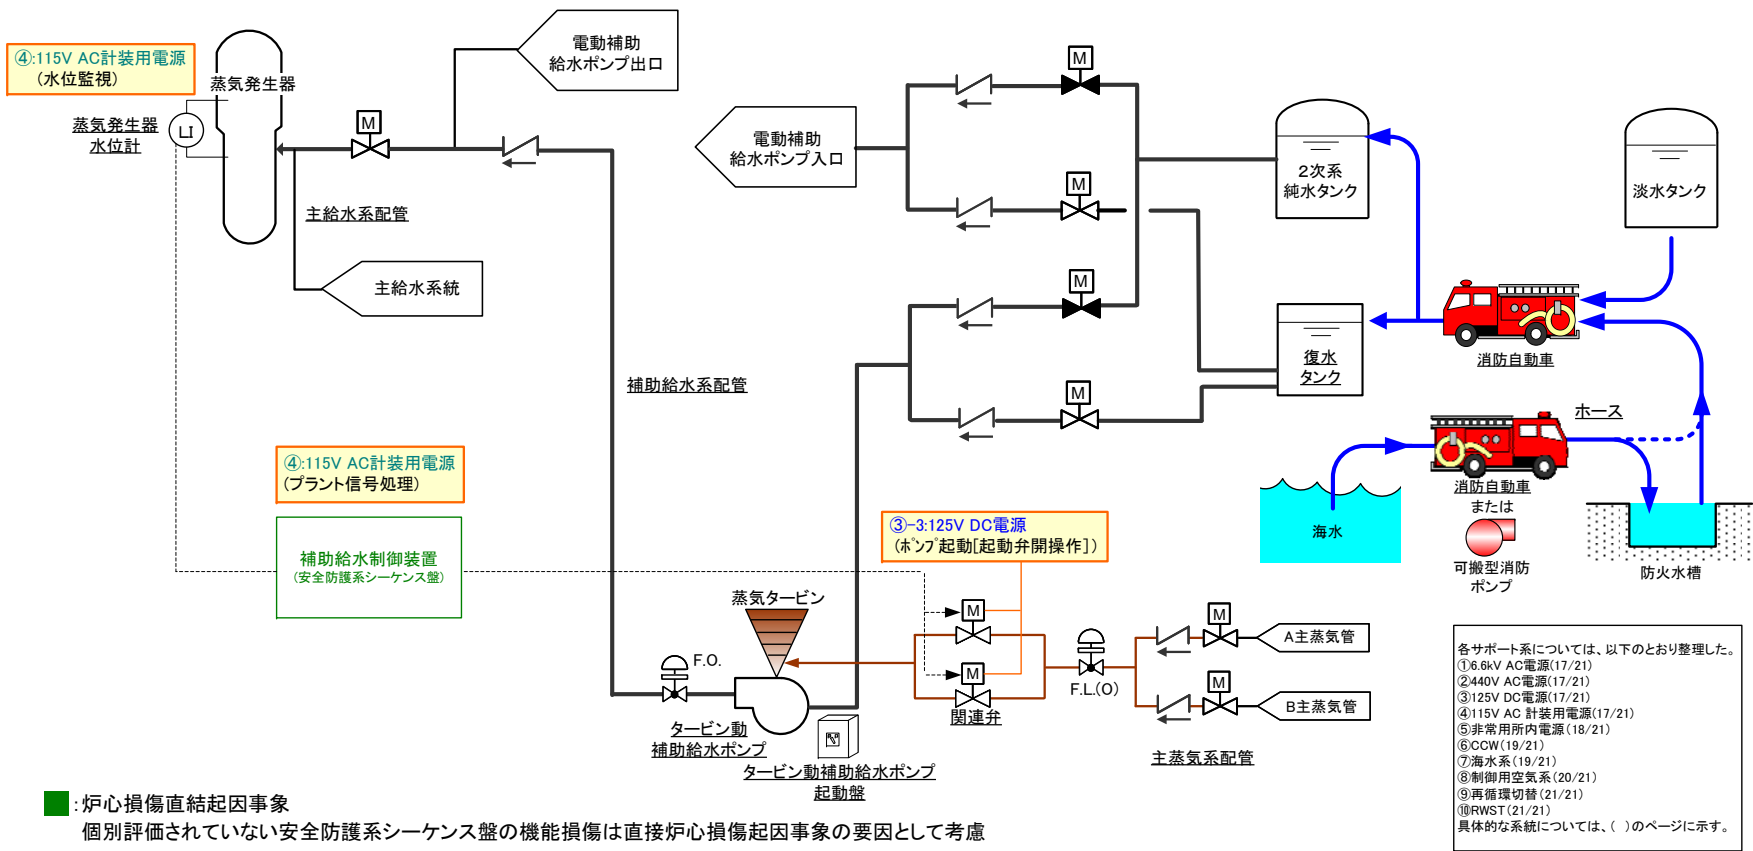 ④:115V AC計装用電源
(水位監視)
蒸気発生器
蒸気発生器
水位計
LI
M
主給水系配管
主給水系統
電動補助
給水ポンプ出口
電動補助
給水ポンプ入口
M
M
M
M
2次系
純水タンク
淡水タンク
復水
タンク
消防自動車
ホース
消防自動車
または
可搬型消防
ポンプ
海水
防火水槽
補助給水系配管
④:115V AC計装用電源
(プラント信号処理)
補助給水制御装置
(安全防護系シーケンス盤)
③-3:125V DC電源
(ﾎﾟﾝﾌﾟ起動[起動弁開操作])
蒸気タービン
F.O.
タービン動
補助給水ポンプ
タービン動補助給水ポンプ
起動盤
M
M
関連弁
F.L.(O)
M
M
A主蒸気管
B主蒸気管
主蒸気系配管
各サポート系については、以下のとおり整理した。
①6.6kV AC電源(17/21)
②440V AC電源(17/21)
③125V DC電源(17/21)
④115V AC 計装用電源(17/21)
⑤非常用所内電源(18/21)
⑥CCW(19/21)
⑦海水系(19/21)
⑧制御用空気系(20/21)
⑨再循環切替(21/21)
⑩RWST(21/21)
具体的な系統については、( )のページに示す。
:炉心損傷直結起因事象
個別評価されていない安全防護系シーケンス盤の機能損傷は直接炉心損傷起因事象の要因として考慮